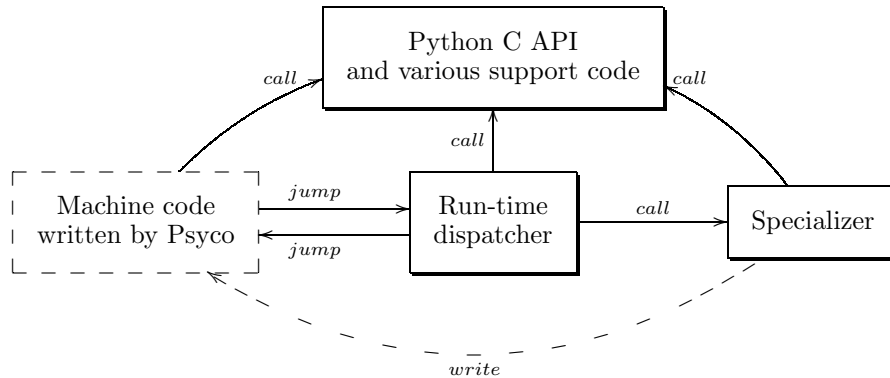 Python C API
and various support code
call
call
call
Machine code
written by Psyco
jump
jump
Run-time
dispatcher
call
Specializer
write